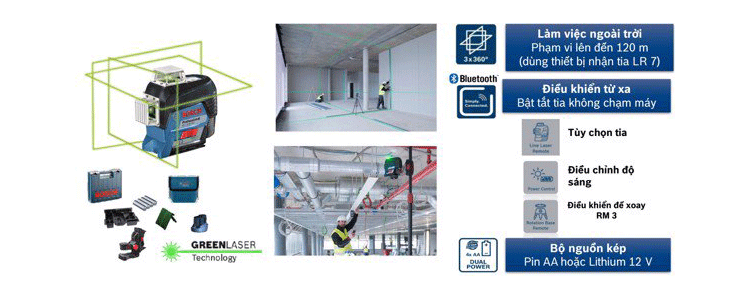 GREENLASER
Technology
3x360°
Làm việc ngoài trời
Phạm vi lên đến 120 m
(dùng thiết bị nhận tia LR 7)
Bluetooth
Simply.
Connected.
Điều khiển từ xa
Bật tắt tia không chạm máy
Line Laser
Remote
Tùy chọn tia
Power Control
Điều chỉnh độ
sáng
Rotation Base
Remote
Điều khiển đế xoay
RM 3
4x AA
DUAL
POWER
Bộ nguồn kép
Pin AA hoặc Lithium 12 V